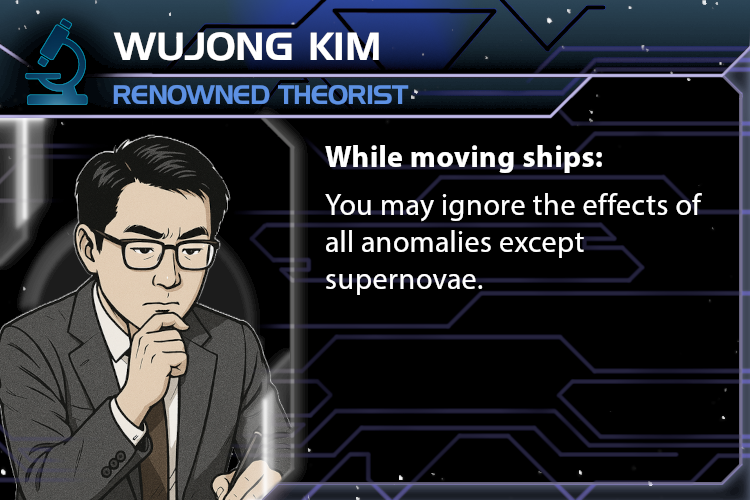 WUJONG KIM
RENOWNED THEORIST
While moving ships:
You may ignore the effects of
all anomalies except
supernovae.